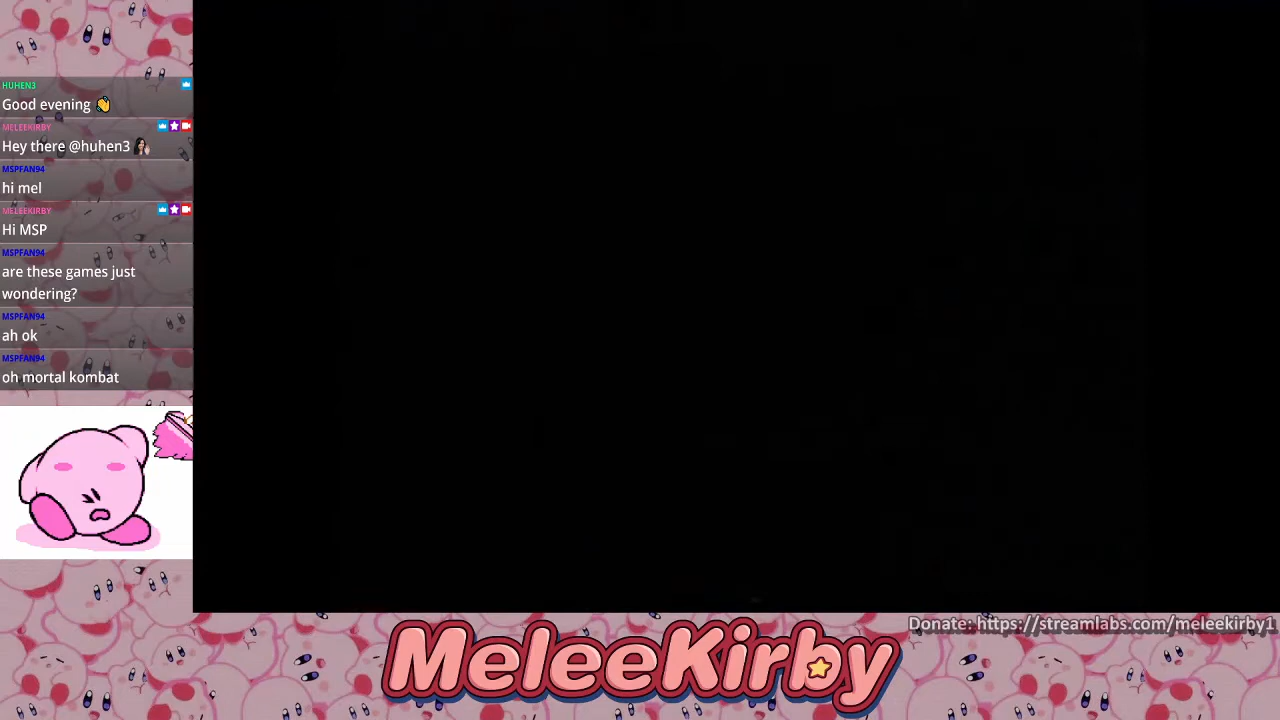 HUHEN3
Good evening 👋
MELEEKIRBY
Hey there @huhen3
MSPFAN94
hi mel
MELEEKIRBY
Hi MSP
MSPFAN94
are these games just
wondering?
MSPFAN94
ah ok
MSPFAN94
oh mortal kombat
Donate: https://streamlabs.com/meleekirby1
MeleeKirby